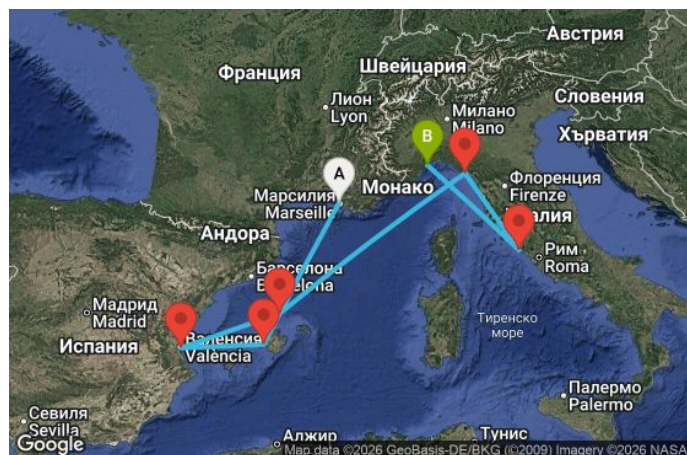 Австрия
Швейцария
Франция
Словения
Лион
Lyon
Милано
Milano
Хърватия
B
A
Монако
Флоренция
Firenze
Марсилия
Marseille
Андора
Рим
Roma
Мадрид
Madrid
Валенсия
València
Испания
Тиренско
море
Палермо
Palermo
Севиля
Sevilla
Алжир
Тунис
Google
Map data ©2026 GeoBasis-DE/BKG (©2009) Imagery ©2026 NASA